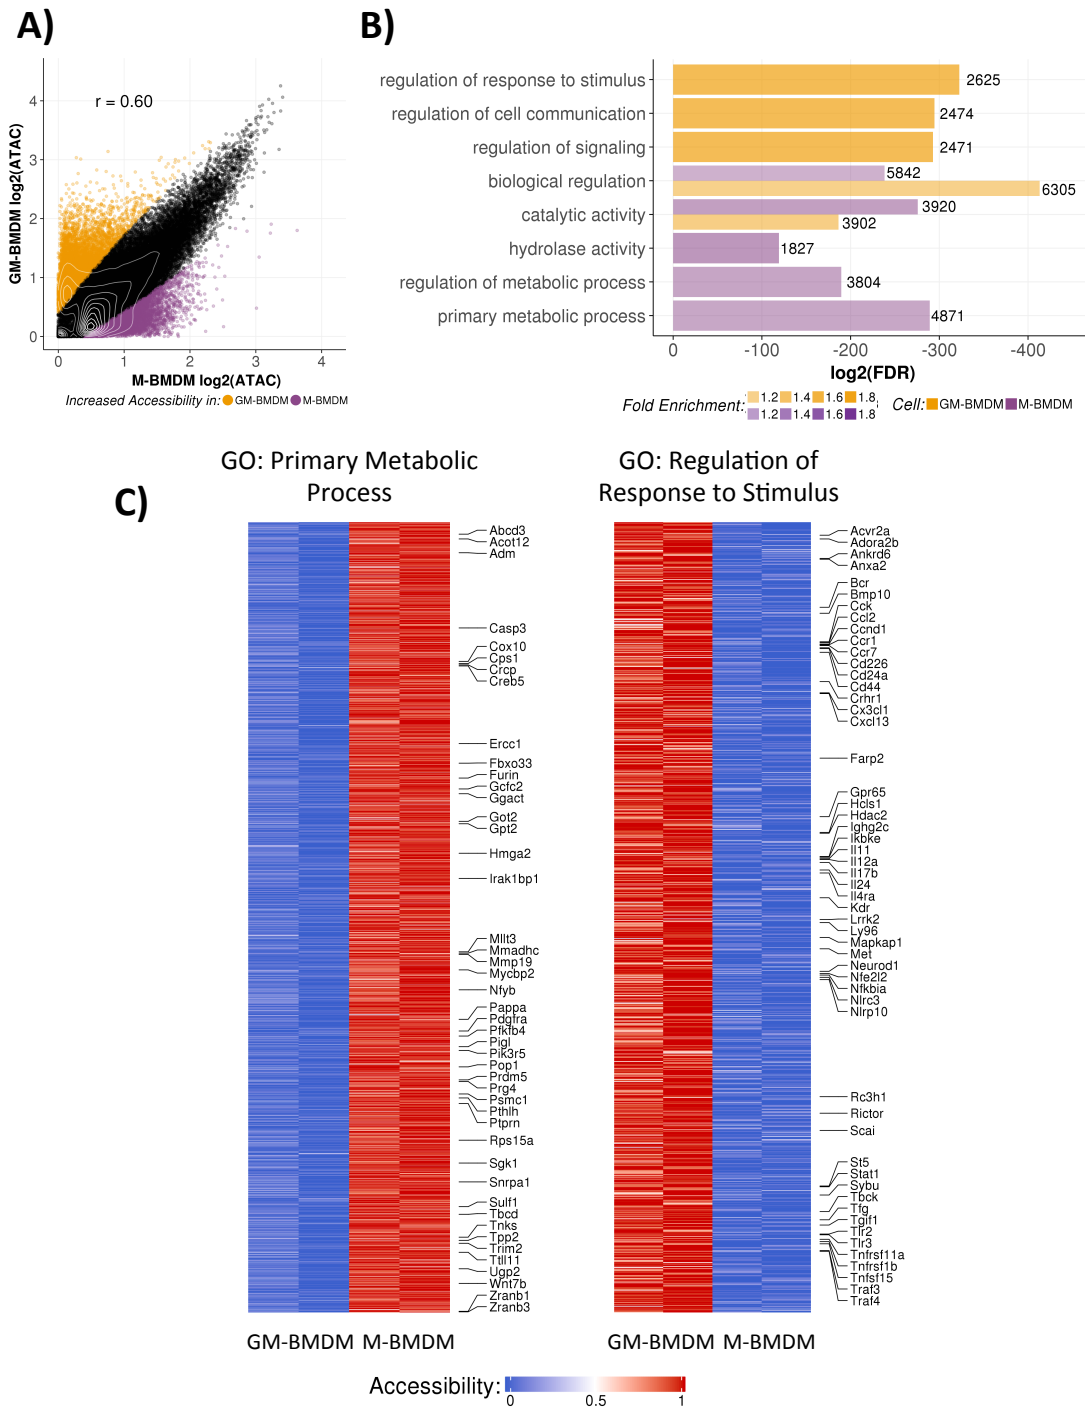 A)
B)
r = 0.60
4
3
2
1
0
0
1
2
3
4
GM-BMDM log2(ATAC)
M-BMDM log2(ATAC)
Increased Accessibility in: GM-BMDM M-BMDM
regulation of response to stimulus
2625
regulation of cell communication
2474
regulation of signaling
2471
biological regulation
5842
6305
catalytic activity
3920
3902
hydrolase activity
1827
regulation of metabolic process
3804
primary metabolic process
4871
0
-100
-200
-300
-400
log2(FDR)
Fold Enrichment: 1.2 1.4 1.6 1.8
1.2 1.4 1.6 1.8
Cell: GM-BMDM M-BMDM
C)
GO: Primary Metabolic
Process
Abcd3
Acot12
Adm
Casp3
Cox10
Cps1
Crcp
Creb5
Ercc1
Fbxo33
Furin
Gcfc2
Ggact
Got2
Gpt2
Hmga2
Irak1bp1
Mllt3
Mmadhc
Mmp19
Mycbp2
Nfyb
Pappa
Pdgfra
Pfkfb4
Pigl
Pik3r5
Pop1
Prdm5
Prg4
Psmc1
Pthlh
Ptprn
Rps15a
Sgk1
Snrpa1
Sulf1
Tbcd
Tnks
Tpp2
Trim2
Ttll11
Ugp2
Wnt7b
Zranb1
Zranb3
GM-BMDM M-BMDM
GO: Regulation of
Response to Stimulus
Acvr2a
Adora2b
Ankrd6
Anxa2
Bcr
Bmp10
Cck
Ccl2
Ccnd1
Ccr1
Ccr7
Cd226
Cd24a
Cd44
Crhr1
Cx3cl1
Cxcl13
Farp2
Gpr65
Hcls1
Hdac2
Ighg2c
Ikbke
Il11
Il12a
Il17b
Il24
Il4ra
Kdr
Lrrk2
Ly96
Mapkap1
Met
Neurod1
Nfe2l2
Nfkbia
Nlrc3
Nlrp10
Rc3h1
Rictor
Scai
St5
Stat1
Sybu
Tbck
Tfg
Tgif1
Tlr2
Tlr3
Tnfrsf11a
Tnfrsf1b
Tnfsf15
Traf3
Traf4
GM-BMDM M-BMDM
Accessibility:
0
0.5
1